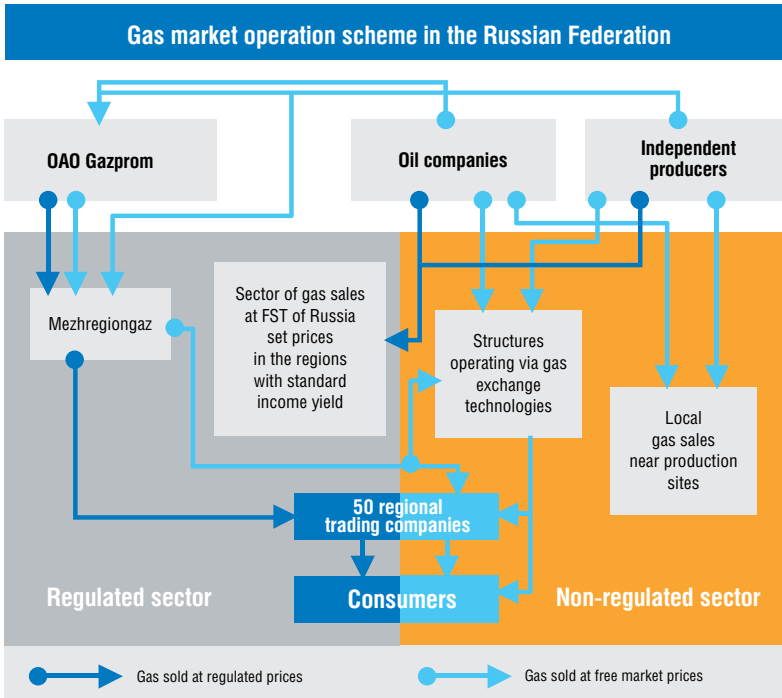 Gas market operation scheme in the Russian Federation
OAO Gazprom
Oil companies
Independent
producers
Mezhregiongaz
Sector of gas sales
at FST of Russia
set prices
in the regions
with standard
income yield
Structures
operating via gas
exchange
technologies
Local
gas sales
near production
sites
50 regional
trading companies
Consumers
Regulated sector
Non-regulated sector
Gas sold at regulated prices
Gas sold at free market prices